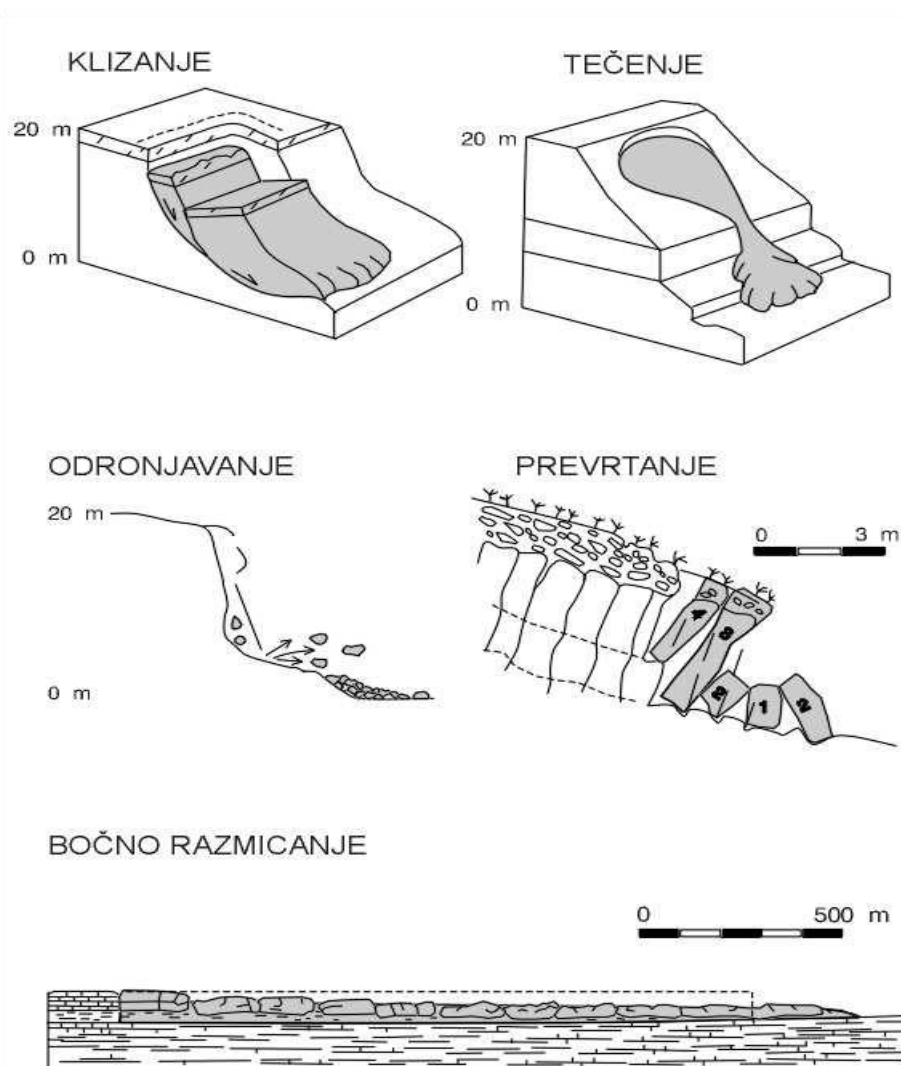 KLIZANJE
TEČENJE
20 m
0 m
20 m
0 m
ODRONJAVANJE
PREVRTANJE
20 m
0 m
0 3 m
4
3
2
1
2
BOČNO RAZMICANJE
0 500 m